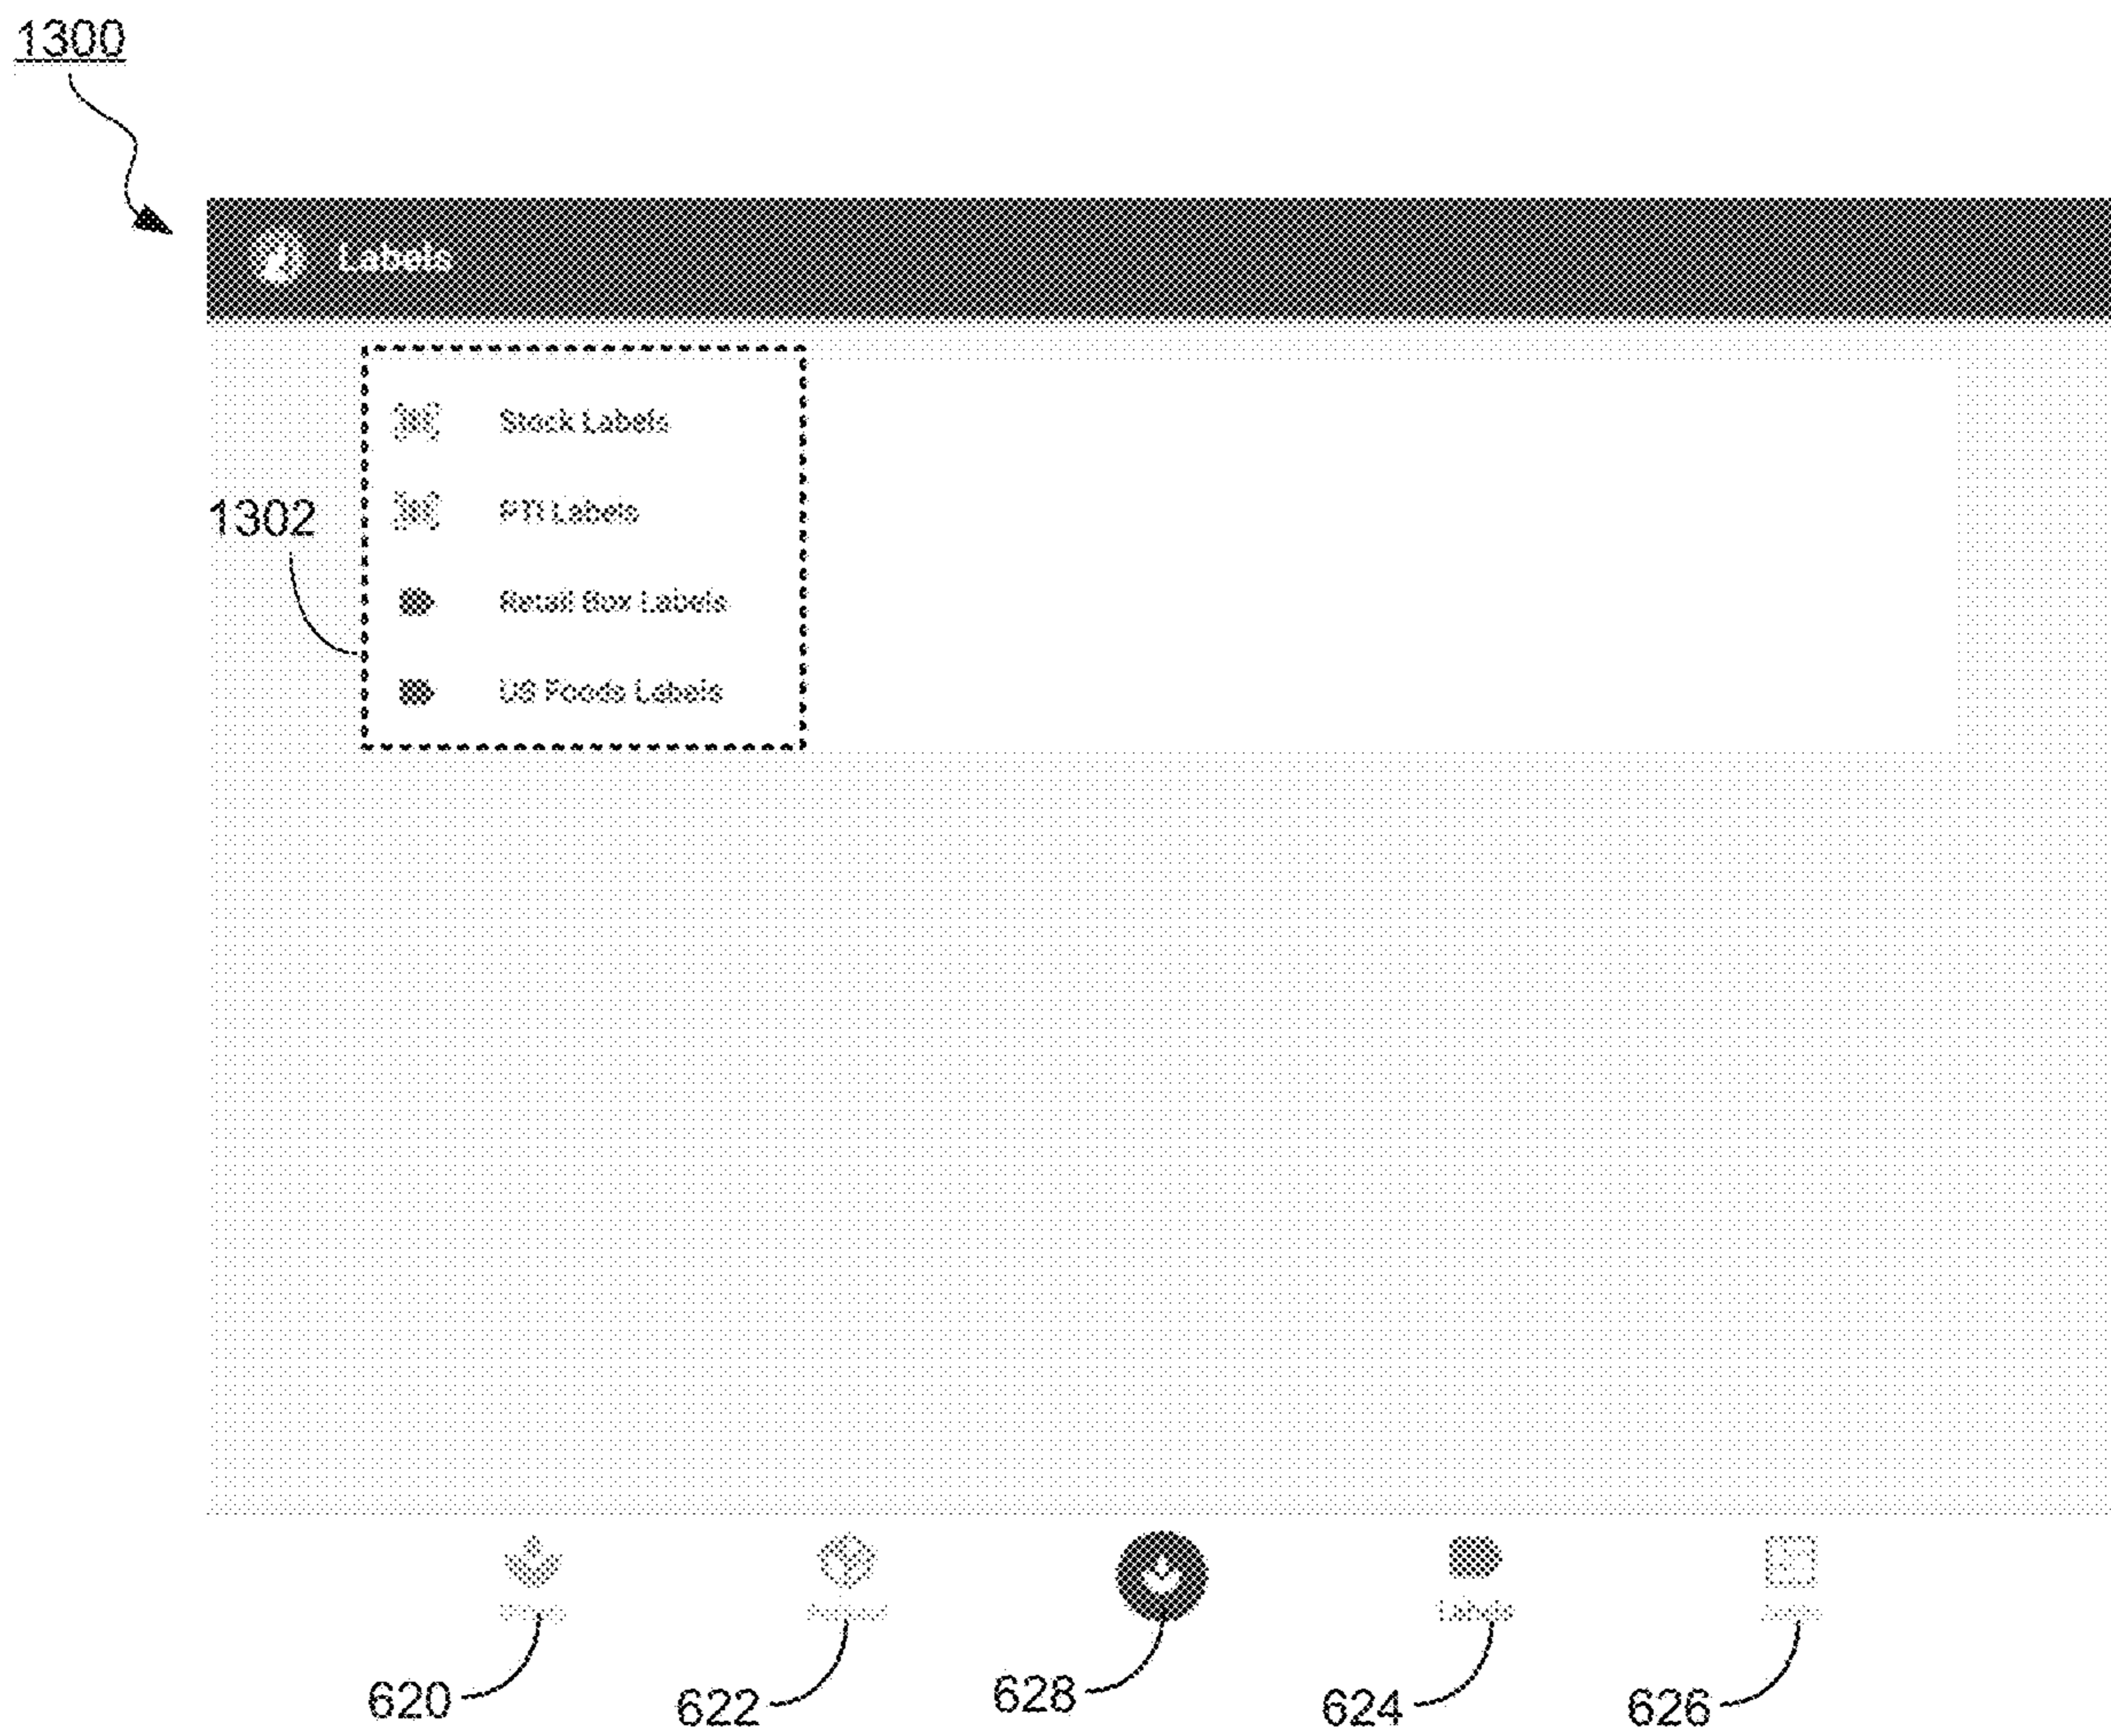 1300
Labels
Stock Labels
PTI Labels
1302
Retail Box Labels
US Foods Labels
Labels
620
622
628
624
626